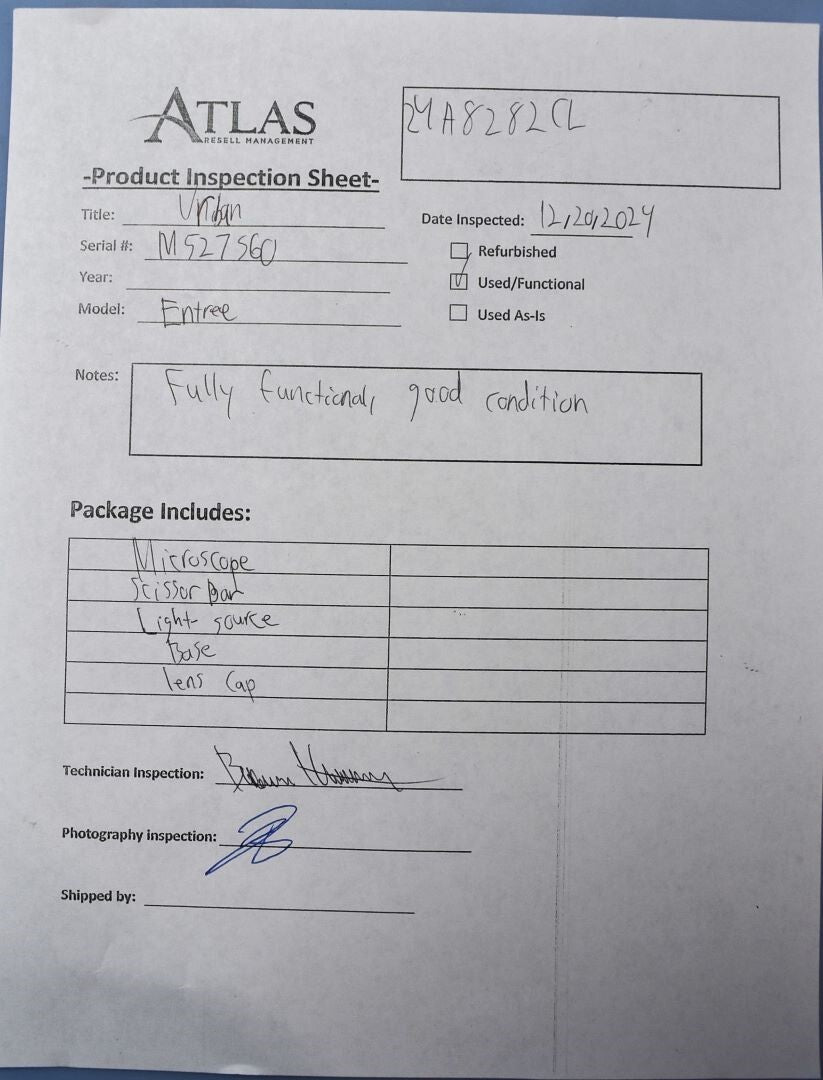 ATLAS
RESELL MANAGEMENT
24A8282CL
-Product Inspection Sheet-
Title:
Date Inspected: 12,20,2024
Serial #: M527560
Refurbished
Year:
Used/Functional
Model: Entree
Used As-Is
Notes: Fully functional, good condition
Package Includes:
Microscope
Scissor
Light source
Base
lens cap
Technician Inspection:
Photography inspection:
Shipped by: